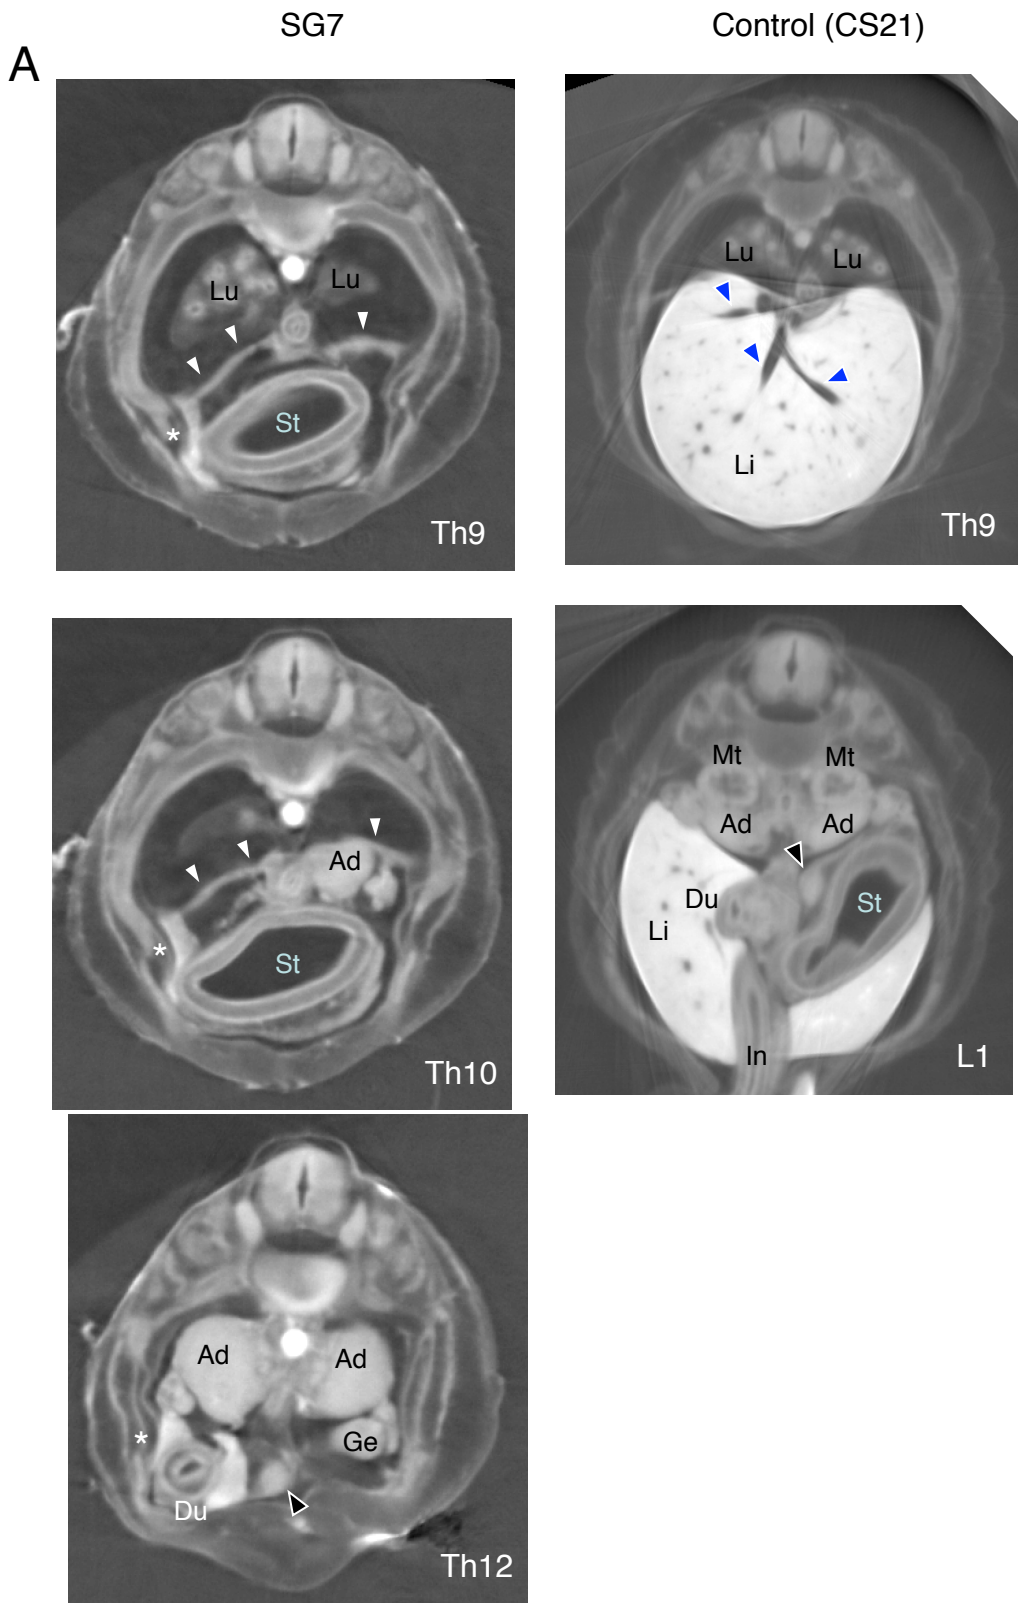 SG7
Control (CS21)
A
Lu
Lu
St
*
Th9
Lu
Lu
Li
Th9
Ad
*
St
Th10
Mt
Mt
Ad
Ad
Du
St
Li
In
L1
Ad
Ad
*
Ge
Du
Th12